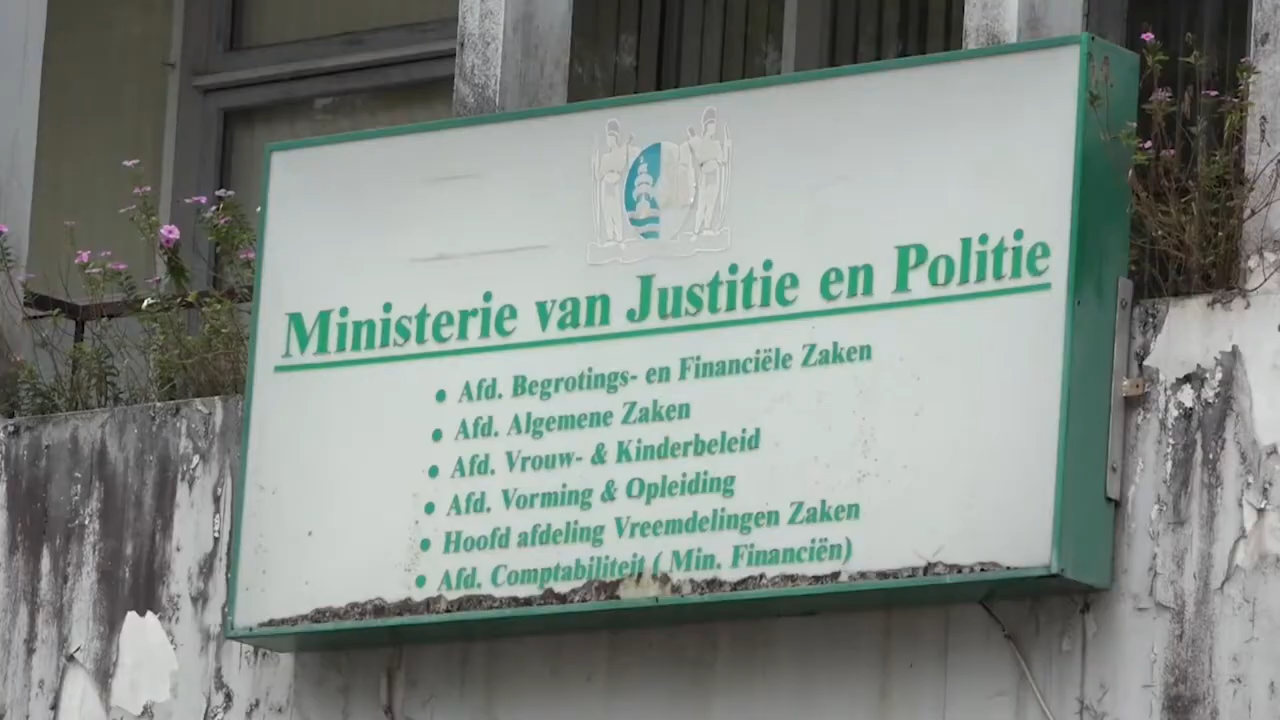 Ministerie van Justitie en Politie
• Afd. Begrotings- en Financiële Zaken
• Afd. Algemene Zaken
• Afd. Vrouw- & Kinderbeleid
• Afd. Vorming & Opleiding
• Hoofd afdeling Vreemdelingen Zaken
• Afd. Comptabiliteit ( Min. Financiën)